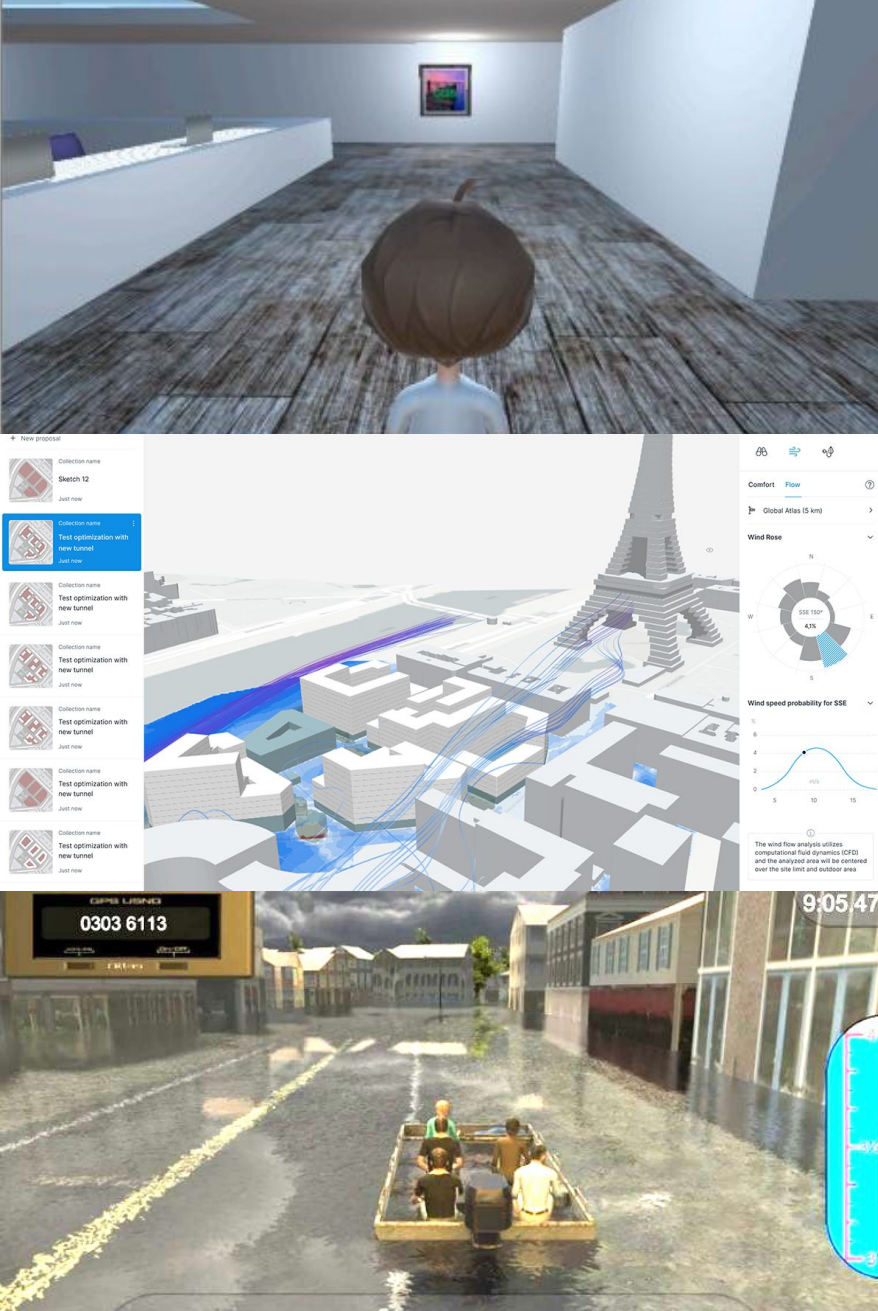 New proposal
Collection name
Sketch 12
Just now
Collection name
Test optimization with
new tunnel
Just now
Collection name
Test optimization with
new tunnel
Just now
Collection name
Test optimization with
new tunnel
Just now
Collection name
Test optimization with
new tunnel
Just now
Collection name
Test optimization with
new tunnel
Just now
Collection name
Test optimization with
new tunnel
Just now
Comfort Flow
Global Atlas (5 km)
Wind Rose
N
W
E
SSE 150°
4,1%
S
Wind speed probability for SSE
%
6
4
2
0
5 10 15
The wind flow analysis utilizes
computational fluid dynamics (CFD)
and the analyzed area will be centered
over the site limit and outdoor area
GPS USNG
0303 6113
9:05.47